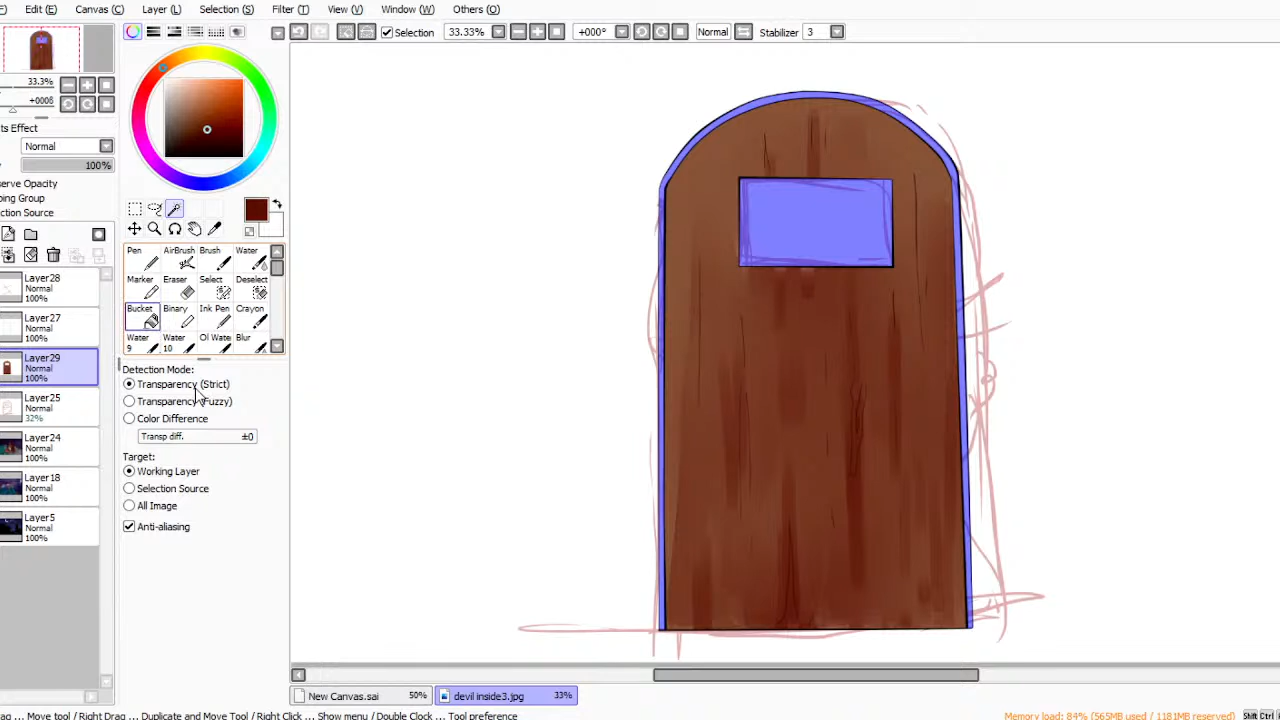 Edit (E) Canvas (C) Layer (L) Selection (S) Filter (T) View (V) Window (W) Others (O)
Selection 33.33% +000° Normal Stabilizer 3
33.3%
+000°
ts Effect
Normal
100%
serve Opacity
ping Group
ection Source
Pen AirBrush Brush Water
Marker Eraser Select Deselect
Bucket Binary Ink Pen Crayon
Water 9 Water 10 Oil Wate Blur
Layer28
Normal
100%
Layer27
Normal
100%
Layer29
Normal
100%
Layer25
Normal
32%
Layer24
Normal
100%
Layer18
Normal
100%
Layer5
Normal
100%
Detection Mode:
Transparency (Strict)
Transparency (Fuzzy)
Color Difference
Transp diff. ±0
Target:
Working Layer
Selection Source
All Image
Anti-aliasing
New Canvas.sai 50% devil inside3.jpg 33%
ag ... Move tool / Right Drag ... Duplicate and Move Tool / Right Click ... Show menu / Double Clock ... Tool preference
Memory load: 84% (565MB used / 1181MB reserved) Shift Ctrl